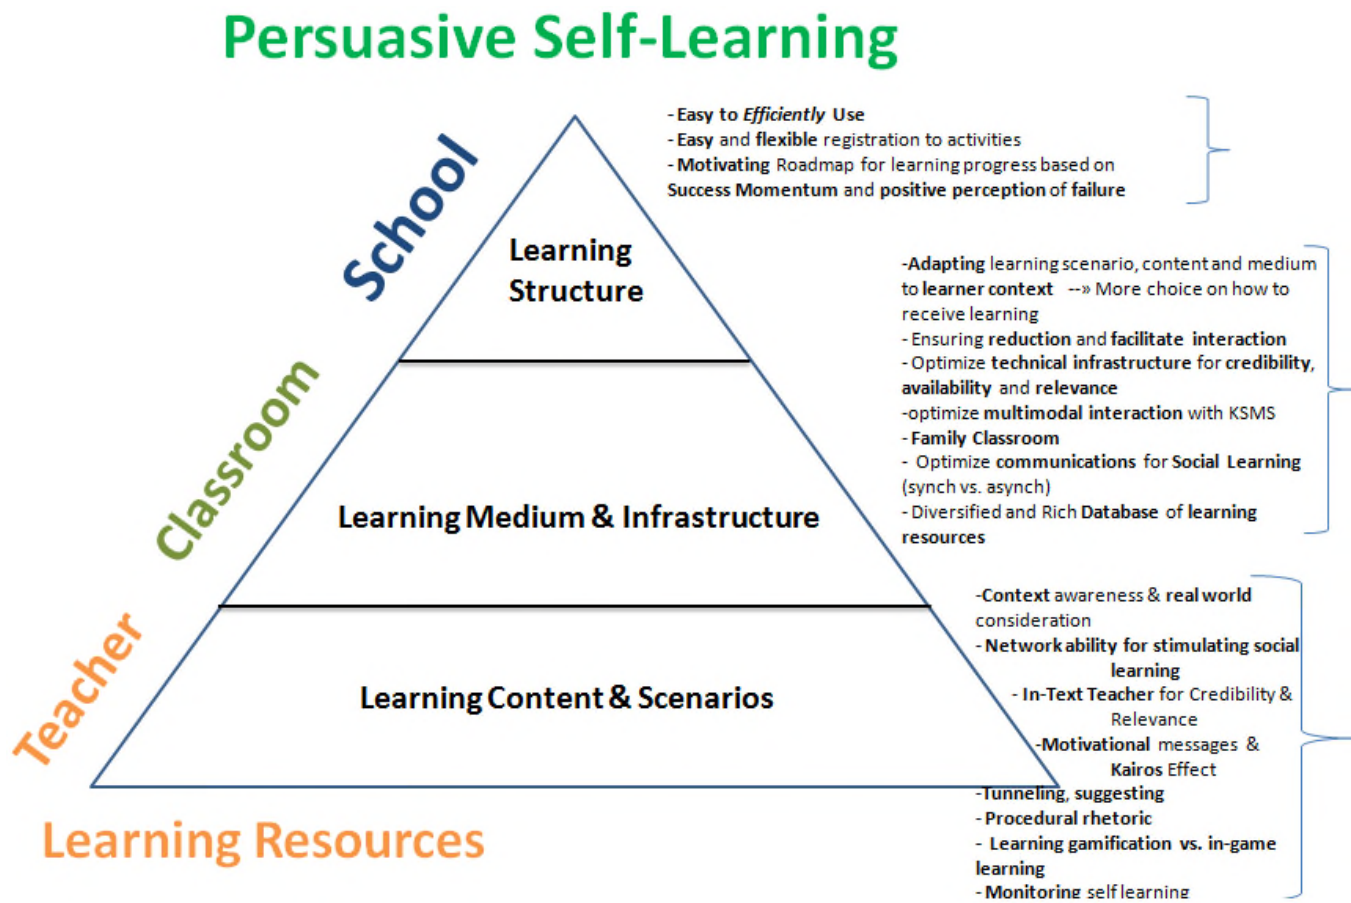 Persuasive Self-Learning
School
Classroom
Teacher
Learning Resources
Learning
Structure
Learning Medium & Infrastructure
Learning Content & Scenarios
- Easy to Efficiently Use
- Easy and flexible registration to activities
- Motivating Roadmap for learning progress based on
Success Momentum and positive perception of failure
-Adapting learning scenario, content and medium
to learner context --» More choice on how to
receive learning
- Ensuring reduction and facilitate interaction
- Optimize technical infrastructure for credibility,
availability and relevance
-optimize multimodal interaction with KSMS
- Family Classroom
- Optimize communications for Social Learning
(synch vs. asynch)
- Diversified and Rich Database of learning
resources
-Context awareness & real world
consideration
- Network ability for stimulating social
learning
- In-Text Teacher for Credibility &
Relevance
-Motivational messages &
Kairos Effect
-Tunneling, suggesting
- Procedural rhetoric
- Learning gamification vs. in-game
learning
- Monitoring self learning